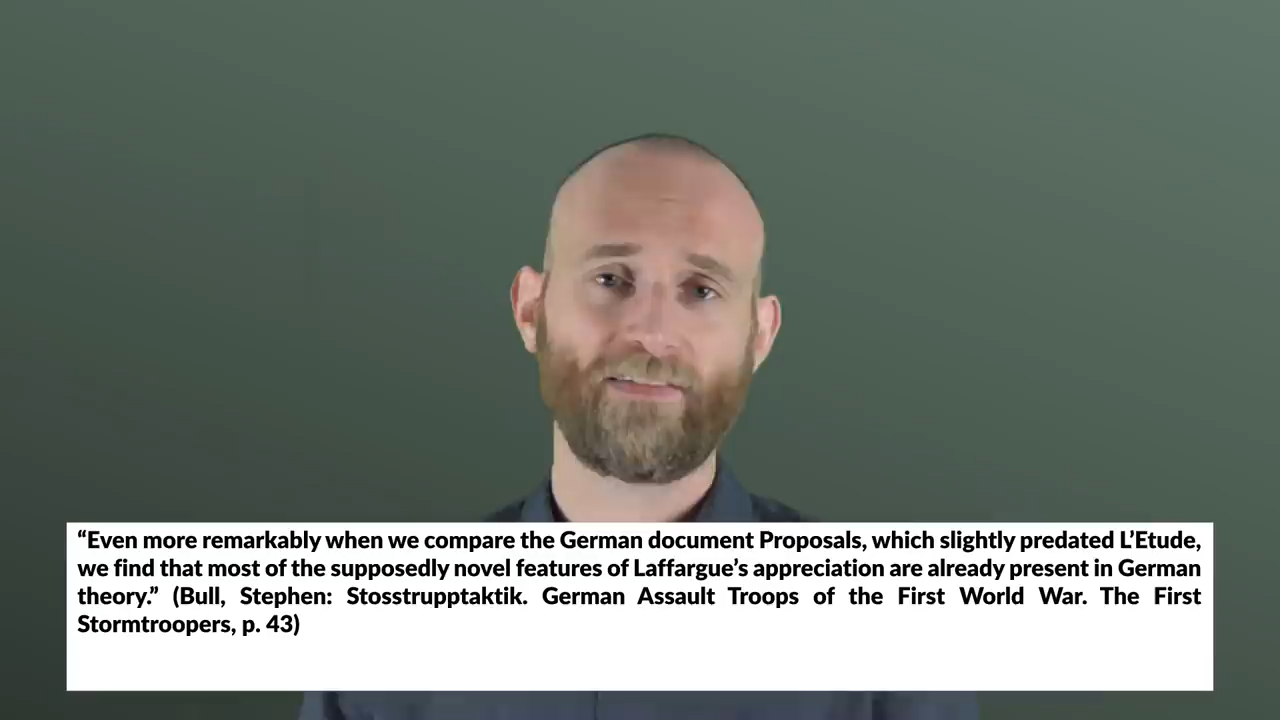 “Even more remarkably when we compare the German document Proposals, which slightly predated L’Etude,
we find that most of the supposedly novel features of Laffargue’s appreciation are already present in German
theory.” (Bull, Stephen: Stosstrupptaktik. German Assault Troops of the First World War. The First
Stormtroopers, p. 43)